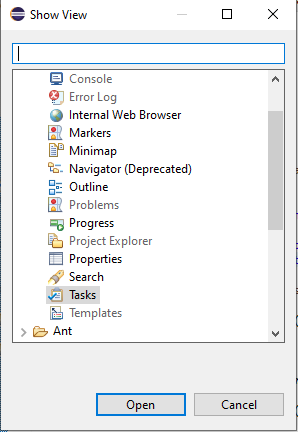 Show View
Console
Error Log
Internal Web Browser
Markers
Minimap
Navigator (Deprecated)
Outline
Problems
Progress
Project Explorer
Properties
Search
Tasks
Templates
Ant
Open Cancel